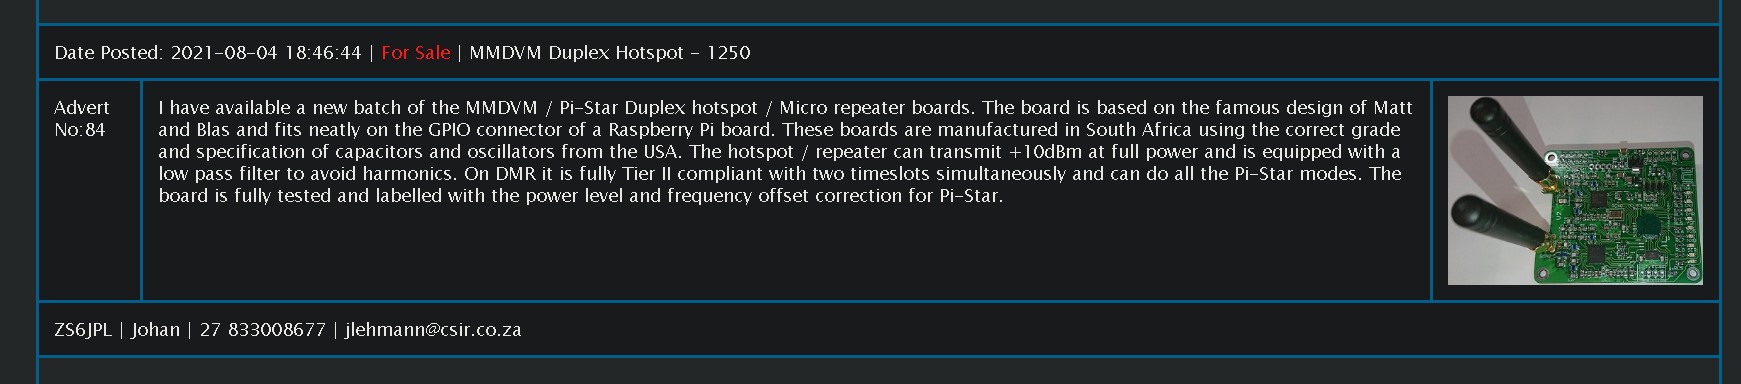 Date Posted: 2021-08-04 18:46:44 | For Sale | MMDVM Duplex Hotspot - 1250
Advert
No:84
I have available a new batch of the MMDVM / Pi-Star Duplex hotspot / Micro repeater boards. The board is based on the famous design of Matt
and Blas and fits neatly on the GPIO connector of a Raspberry Pi board. These boards are manufactured in South Africa using the correct grade
and specification of capacitors and oscillators from the USA. The hotspot / repeater can transmit +10dBm at full power and is equipped with a
low pass filter to avoid harmonics. On DMR it is fully Tier II compliant with two timeslots simultaneously and can do all the Pi-Star modes. The
board is fully tested and labelled with the power level and frequency offset correction for Pi-Star.
ZS6JPL | Johan | 27 833008677 | jlehmann@csir.co.za